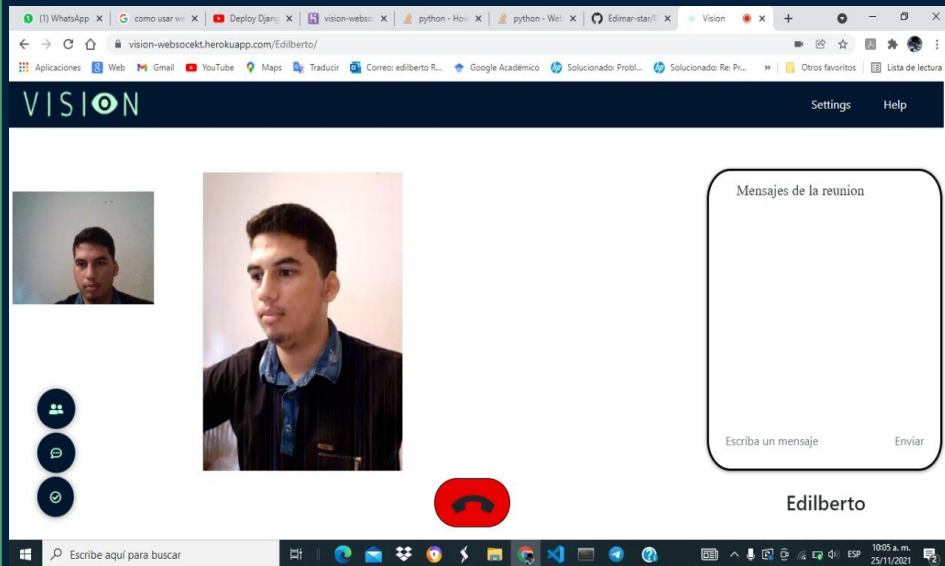 (1) WhatsApp
como usar we
Deploy Djang
vision-webso
python - How
python - Web
Edimar-star/
Vision
vision-websocekt.herokuapp.com/Edilberto/
Aplicaciones
Web
Gmail
YouTube
Maps
Traducir
Correo: edilberto R...
Google Académico
Solucionado: Probl...
Solucionado: Re: Pr...
»
Otros favoritos
Lista de lectura
VISION
Settings
Help
Mensajes de la reunion
Escriba un mensaje
Enviar
Edilberto
Escribe aquí para buscar
ESP
10:05 a. m.
25/11/2021
2